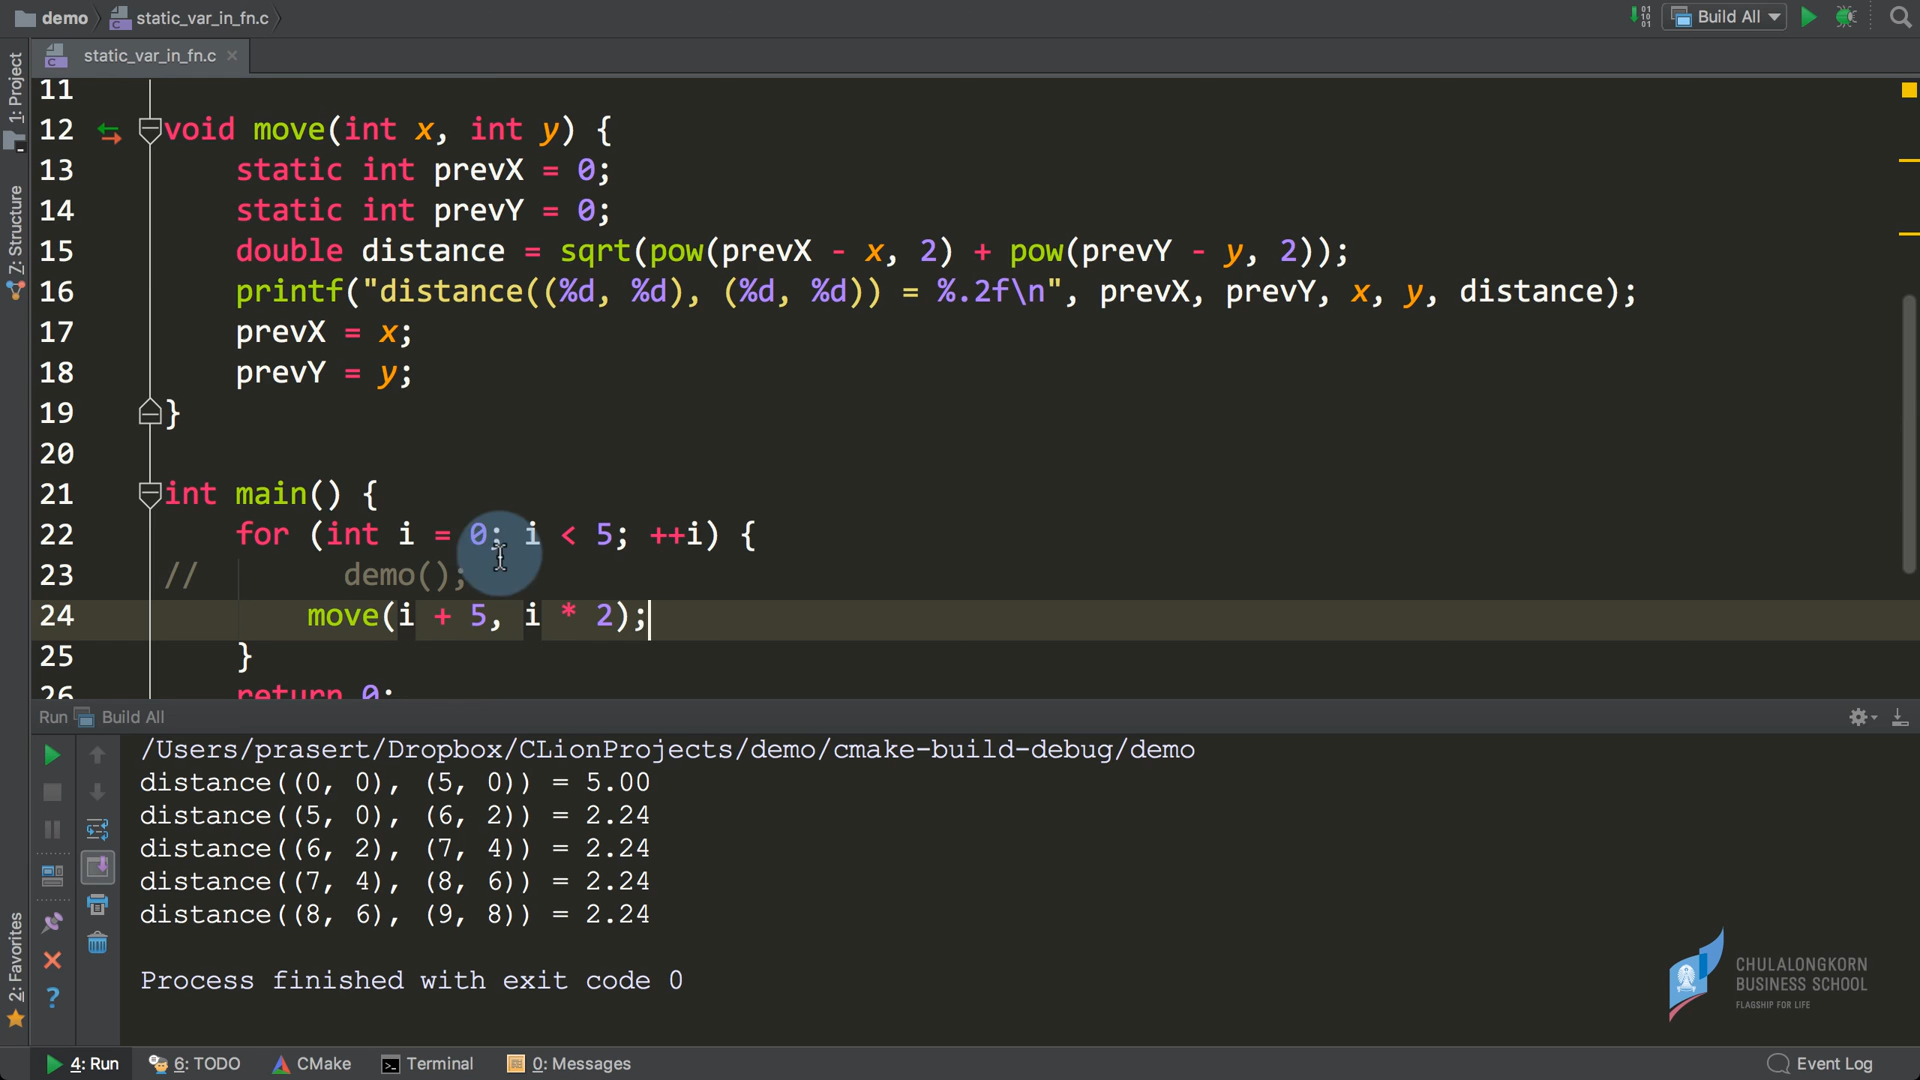 demo static_var_in_fn.c Build All
static_var_in_fn.c
1: Project
Z: Structure
2: Favorites
11
12 void move(int x, int y) {
13 static int prevX = 0;
14 static int prevY = 0;
15 double distance = sqrt(pow(prevX - x, 2) + pow(prevY - y, 2));
16 printf("distance((%d, %d), (%d, %d)) = %.2f\n", prevX, prevY, x, y, distance);
17 prevX = x;
18 prevY = y;
19 }
20
21 int main() {
22 for (int i = 0; i < 5; ++i) {
23 // demo();
24 move(i + 5, i * 2);
25 }
26 return 0;
Run Build All
/Users/prasert/Dropbox/CLionProjects/demo/cmake-build-debug/demo
distance((0, 0), (5, 0)) = 5.00
distance((5, 0), (6, 2)) = 2.24
distance((6, 2), (7, 4)) = 2.24
distance((7, 4), (8, 6)) = 2.24
distance((8, 6), (9, 8)) = 2.24
Process finished with exit code 0
CHULALONGKORN
BUSINESS SCHOOL
FLAGSHIP FOR LIFE
4: Run 6: TODO CMake Terminal 0: Messages Event Log